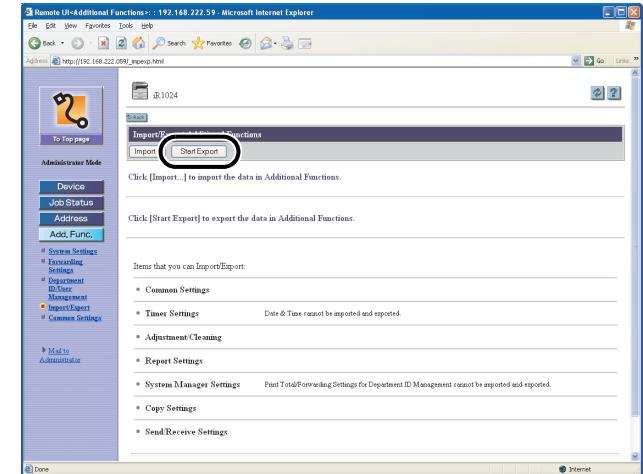 Remote UI<Additional Functions>: : 192.168.222.59 - Microsoft Internet Explorer
File Edit View Favorites Tools Help
Back Search Favorites
Address http://192.168.222.059/_impexp.html Go Links »
iR1024
To Top page
Back
Import/Export Additional Functions
Import Start Export
Administrator Mode
Click [Import...] to import the data in Additional Functions.
Device
Job Status
Address
Click [Start Export] to export the data in Additional Functions.
Add. Func.
System Settings
Forwarding
Settings
Items that you can Import/Export:
Department
ID/User
Management
Import/Export
Common Settings
Common Settings
Timer Settings Date & Time cannot be imported and exported.
Adjustment/Cleaning
Mail to
Administrator
Report Settings
System Manager Settings Print Total/Forwarding Settings for Department ID Management cannot be imported and exported.
Copy Settings
Send/Receive Settings
Done Internet